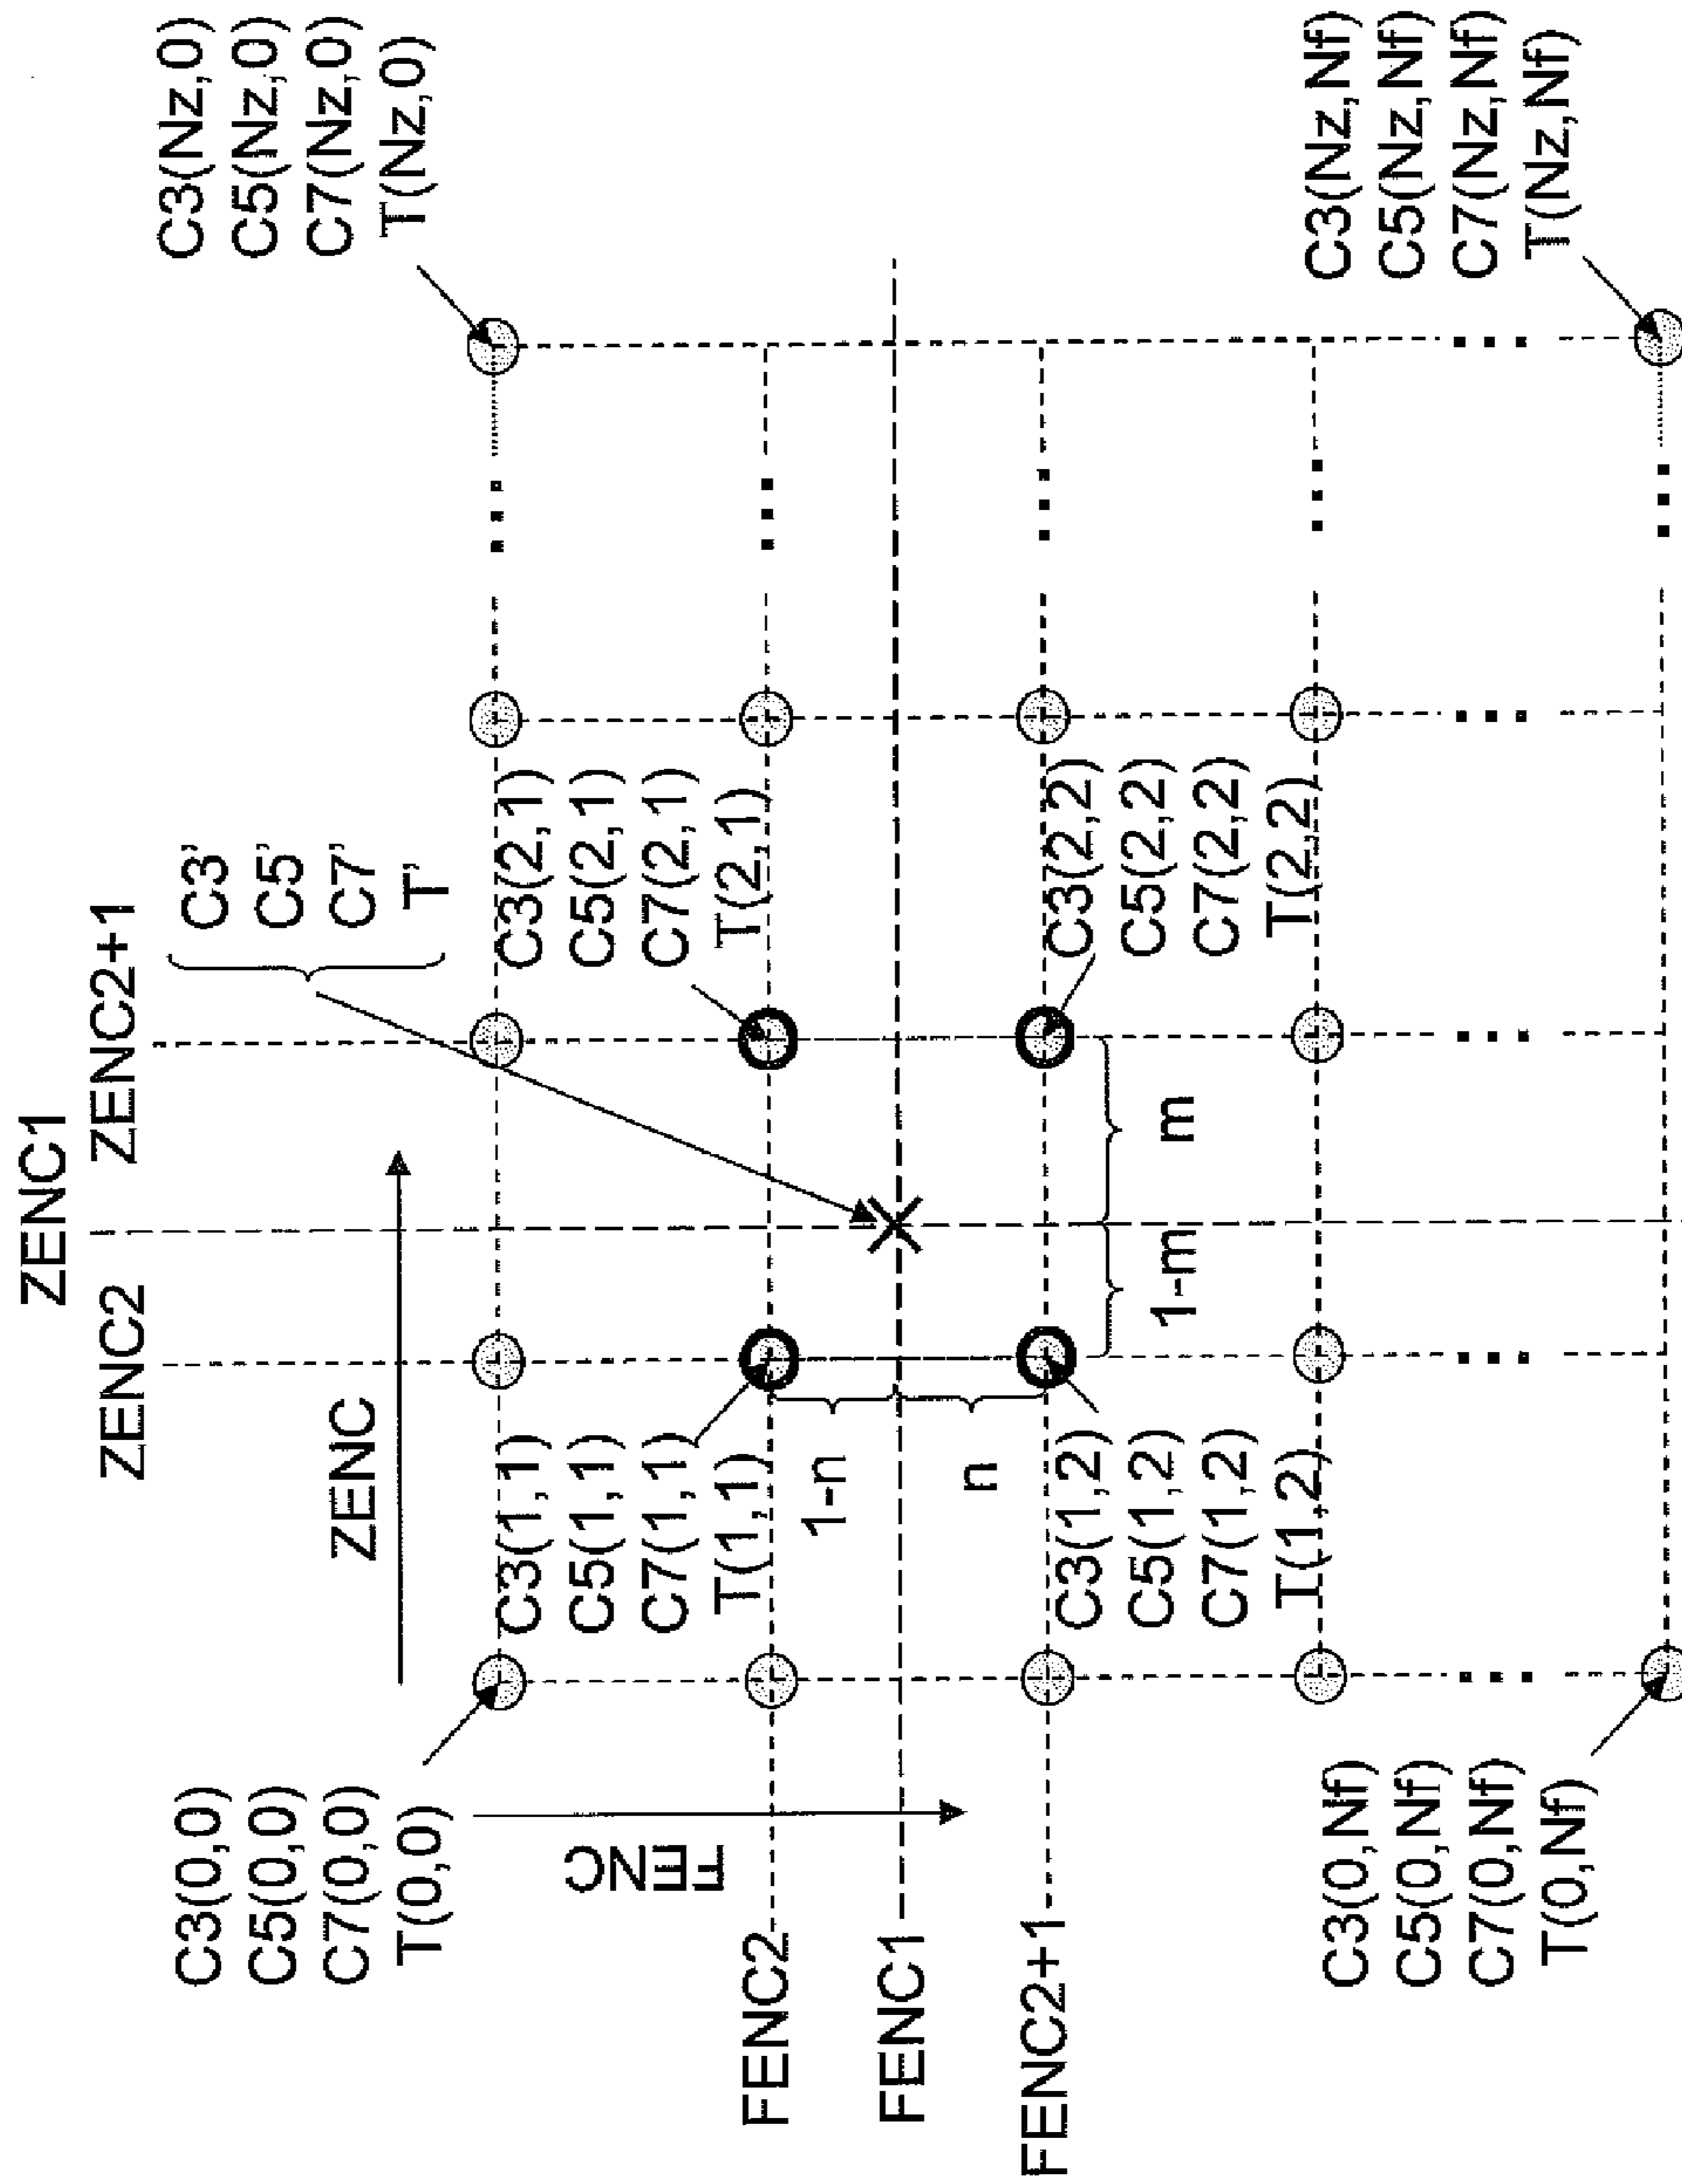 ZENC1
ZENC2
ZENC2+1
C3(0,0)
C5(0,0)
C7(0,0)
T(0,0)
C3'
C5'
C7'
T'
C3(Nz,0)
C5(Nz,0)
C7(Nz,0)
T(Nz,0)
ZENC
FENC
C3(1,1)
C5(1,1)
C7(1,1)
T(1,1)
C3(2,1)
C5(2,1)
C7(2,1)
T(2,1)
FENC2
1-n
FENC1
n
FENC2+1
C3(1,2)
C5(1,2)
C7(1,2)
T(1,2)
C3(2,2)
C5(2,2)
C7(2,2)
T(2,2)
1-m
m
C3(0,Nf)
C5(0,Nf)
C7(0,Nf)
T(0,Nf)
C3(Nz,Nf)
C5(Nz,Nf)
C7(Nz,Nf)
T(Nz,Nf)